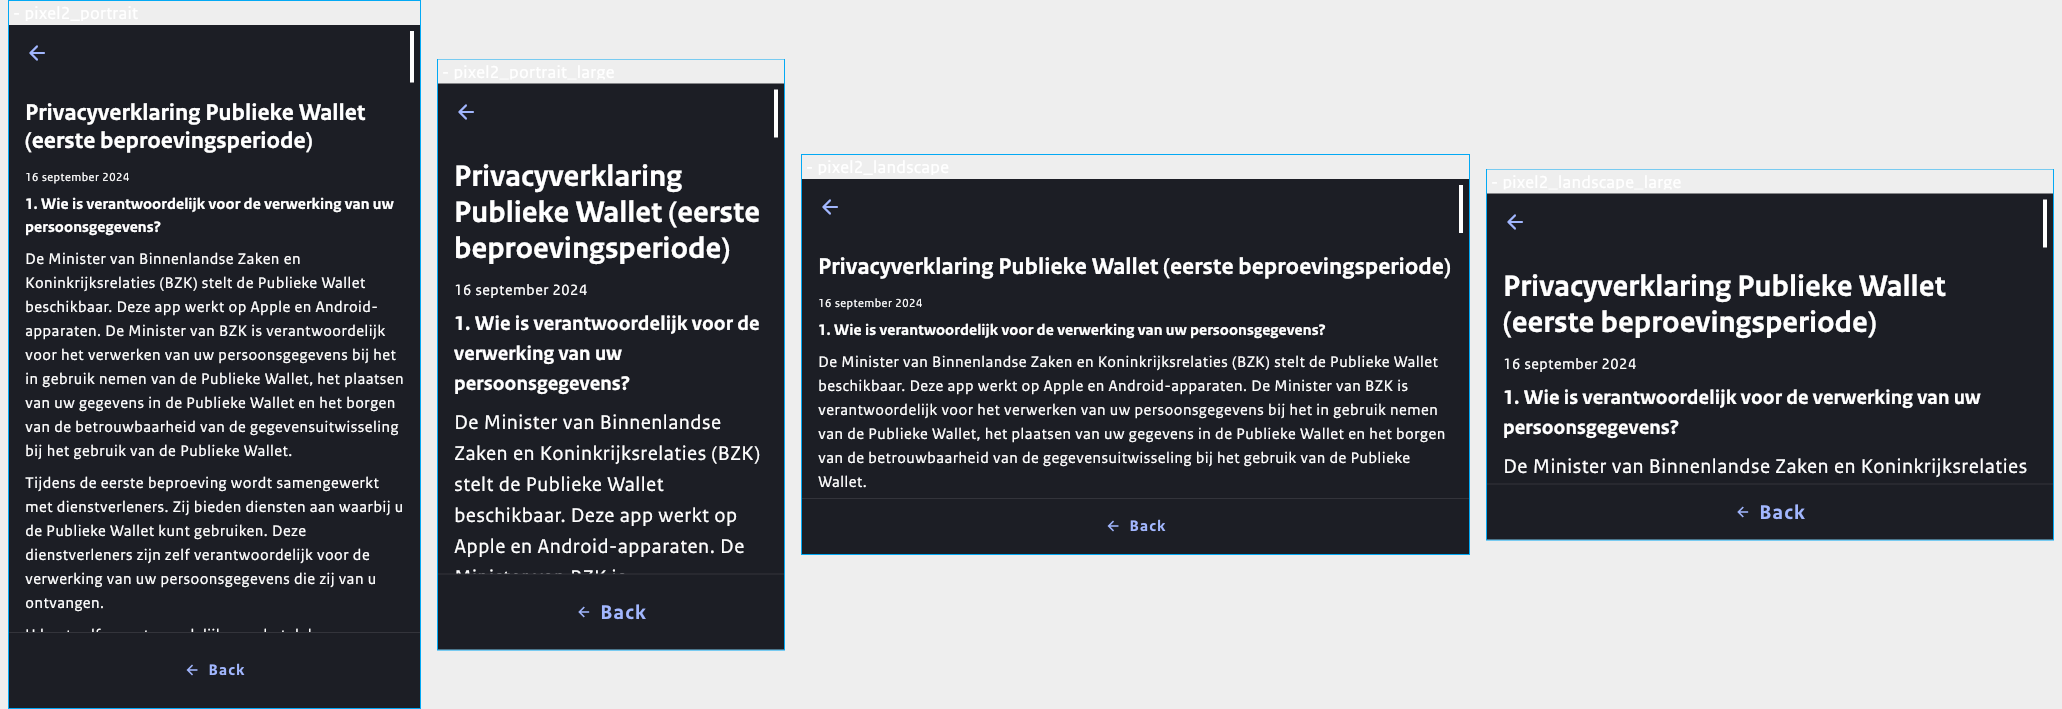 - pixel2_portrait
Privacyverklaring Publieke Wallet
(eerste beproevingsperiode)
16 september 2024
1. Wie is verantwoordelijk voor de verwerking van uw
persoonsgegevens?
De Minister van Binnenlandse Zaken en
Koninkrijksrelaties (BZK) stelt de Publieke Wallet
beschikbaar. Deze app werkt op Apple en Android-
apparaten. De Minister van BZK is verantwoordelijk
voor het verwerken van uw persoonsgegevens bij het
in gebruik nemen van de Publieke Wallet, het plaatsen
van uw gegevens in de Publieke Wallet en het borgen
van de betrouwbaarheid van de gegevensuitwisseling
bij het gebruik van de Publieke Wallet.
Tijdens de eerste beproeving wordt samengewerkt
met dienstverleners. Zij bieden diensten aan waarbij u
de Publieke Wallet kunt gebruiken. Deze
dienstverleners zijn zelf verantwoordelijk voor de
verwerking van uw persoonsgegevens die zij van u
ontvangen.
Back
- pixel2_portrait_large
Privacyverklaring
Publieke Wallet (eerste
beproevingsperiode)
16 september 2024
1. Wie is verantwoordelijk voor de
verwerking van uw
persoonsgegevens?
De Minister van Binnenlandse
Zaken en Koninkrijksrelaties (BZK)
stelt de Publieke Wallet
beschikbaar. Deze app werkt op
Apple en Android-apparaten. De
Minister van BZK is
Back
- pixel2_landscape
Privacyverklaring Publieke Wallet (eerste beproevingsperiode)
16 september 2024
1. Wie is verantwoordelijk voor de verwerking van uw persoonsgegevens?
De Minister van Binnenlandse Zaken en Koninkrijksrelaties (BZK) stelt de Publieke Wallet
beschikbaar. Deze app werkt op Apple en Android-apparaten. De Minister van BZK is
verantwoordelijk voor het verwerken van uw persoonsgegevens bij het in gebruik nemen
van de Publieke Wallet, het plaatsen van uw gegevens in de Publieke Wallet en het borgen
van de betrouwbaarheid van de gegevensuitwisseling bij het gebruik van de Publieke
Wallet.
Back
- pixel2_landscape_large
Privacyverklaring Publieke Wallet
(eerste beproevingsperiode)
16 september 2024
1. Wie is verantwoordelijk voor de verwerking van uw
persoonsgegevens?
De Minister van Binnenlandse Zaken en Koninkrijksrelaties
Back